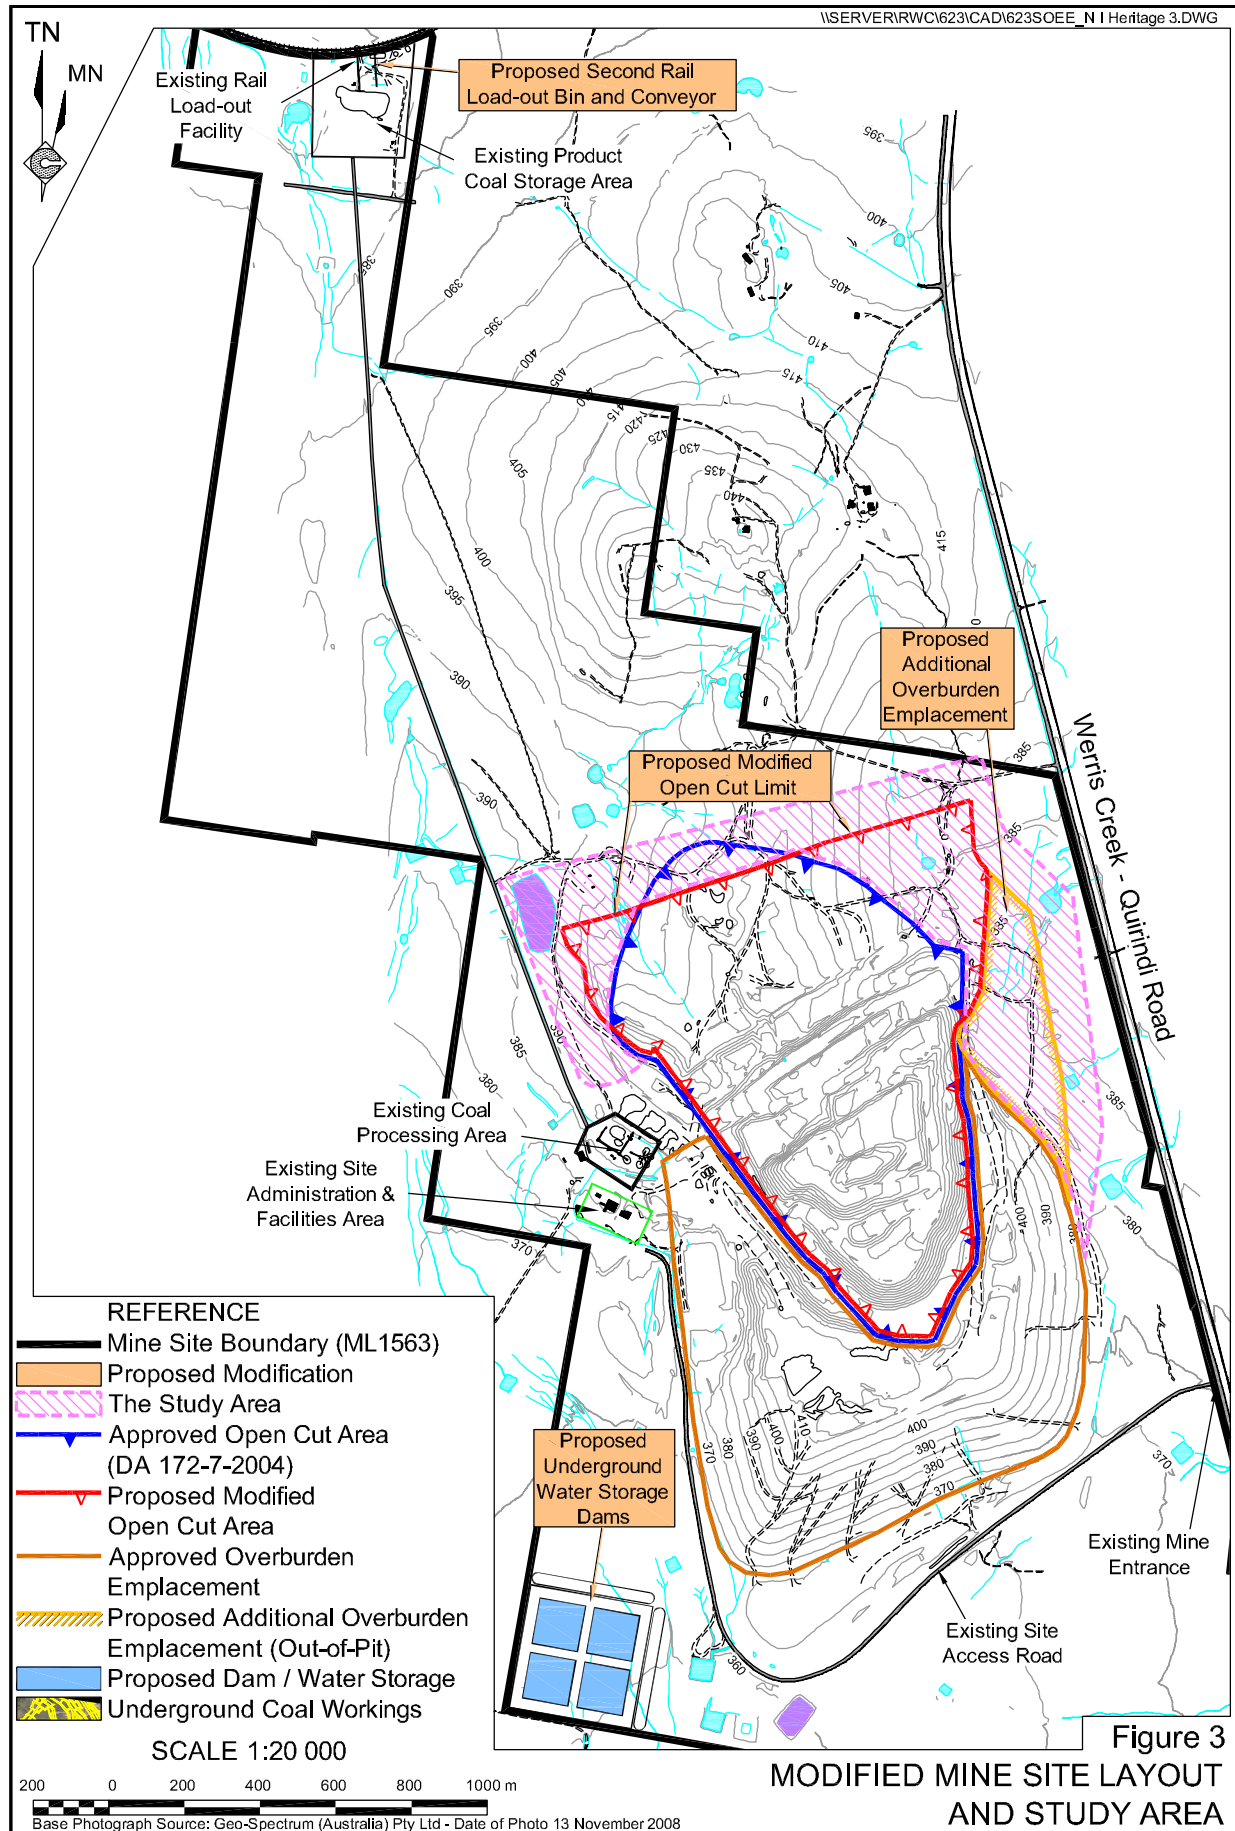 \\SERVER\RWC\623\CAD\623SOEE_N I Heritage 3.DWG
TN
MN
Existing Rail
Load-out
Facility
Proposed Second Rail
Load-out Bin and Conveyor
Existing Product
Coal Storage Area
395
400
405
410
415
385
390
395
400
405
415
420
425
430
435
440
405
400
395
390
415
Proposed
Additional
Overburden
Emplacement
Werris Creek - Quirindi Road
385
Proposed Modified
Open Cut Limit
390
385
385
390
385
380
385
Existing Coal
Processing Area
Existing Site
Administration &
Facilities Area
370
400
390
380
380
REFERENCE
Mine Site Boundary (ML1563)
Proposed Modification
The Study Area
Approved Open Cut Area
(DA 172-7-2004)
Proposed Modified
Open Cut Area
Approved Overburden
Emplacement
Proposed Additional Overburden
Emplacement (Out-of-Pit)
Proposed Dam / Water Storage
Underground Coal Workings
370
380
390
400
410
400
390
380
370
370
Proposed
Underground
Water Storage
Dams
Existing Mine
Entrance
Existing Site
Access Road
360
SCALE 1:20 000
200 0 200 400 600 800 1000 m
Base Photograph Source: Geo-Spectrum (Australia) Pty Ltd - Date of Photo 13 November 2008
Figure 3
MODIFIED MINE SITE LAYOUT
AND STUDY AREA